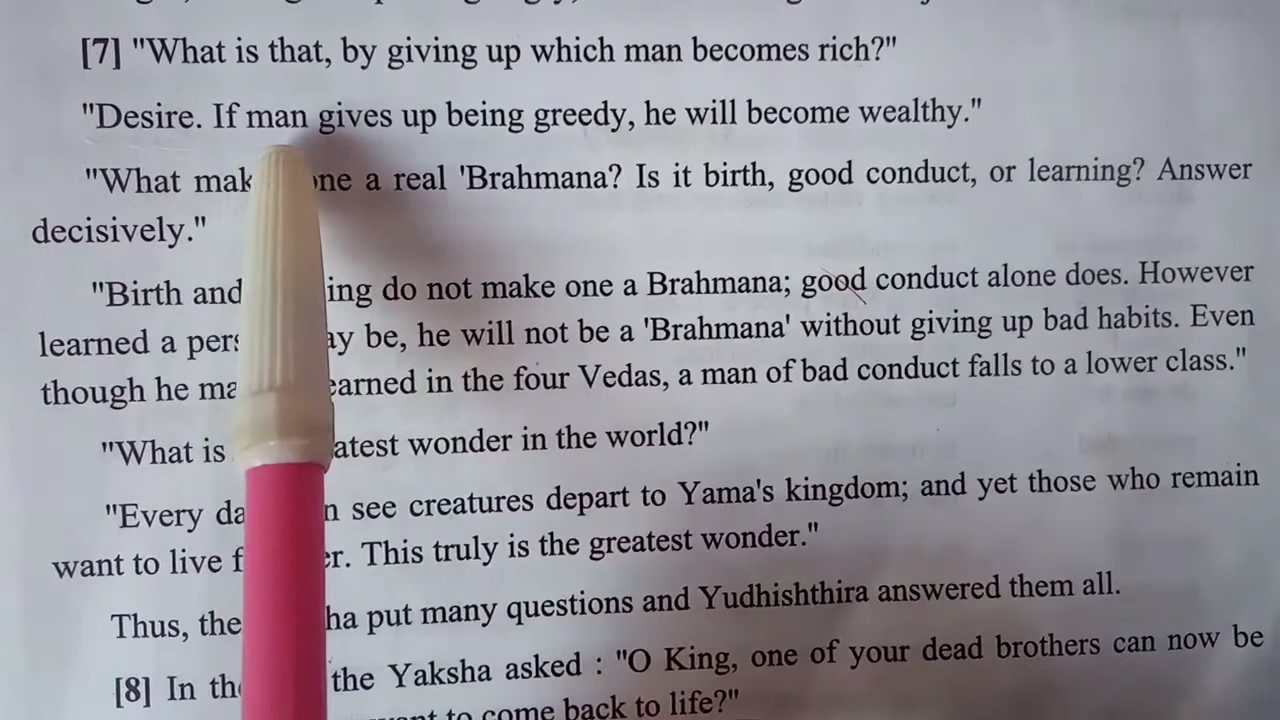 [7] "What is that, by giving up which man becomes rich?"
"Desire. If man gives up being greedy, he will become wealthy."
"What mak one a real 'Brahmana? Is it birth, good conduct, or learning? Answer
decisively."
"Birth and ing do not make one a Brahmana; good conduct alone does. However
learned a pers ay be, he will not be a 'Brahmana' without giving up bad habits. Even
though he ma earned in the four Vedas, a man of bad conduct falls to a lower class."
"What is atest wonder in the world?"
"Every da n see creatures depart to Yama's kingdom; and yet those who remain
want to live f er. This truly is the greatest wonder."
Thus, the ha put many questions and Yudhishthira answered them all.
[8] In the the Yaksha asked : "O King, one of your dead brothers can now be
to come back to life?"